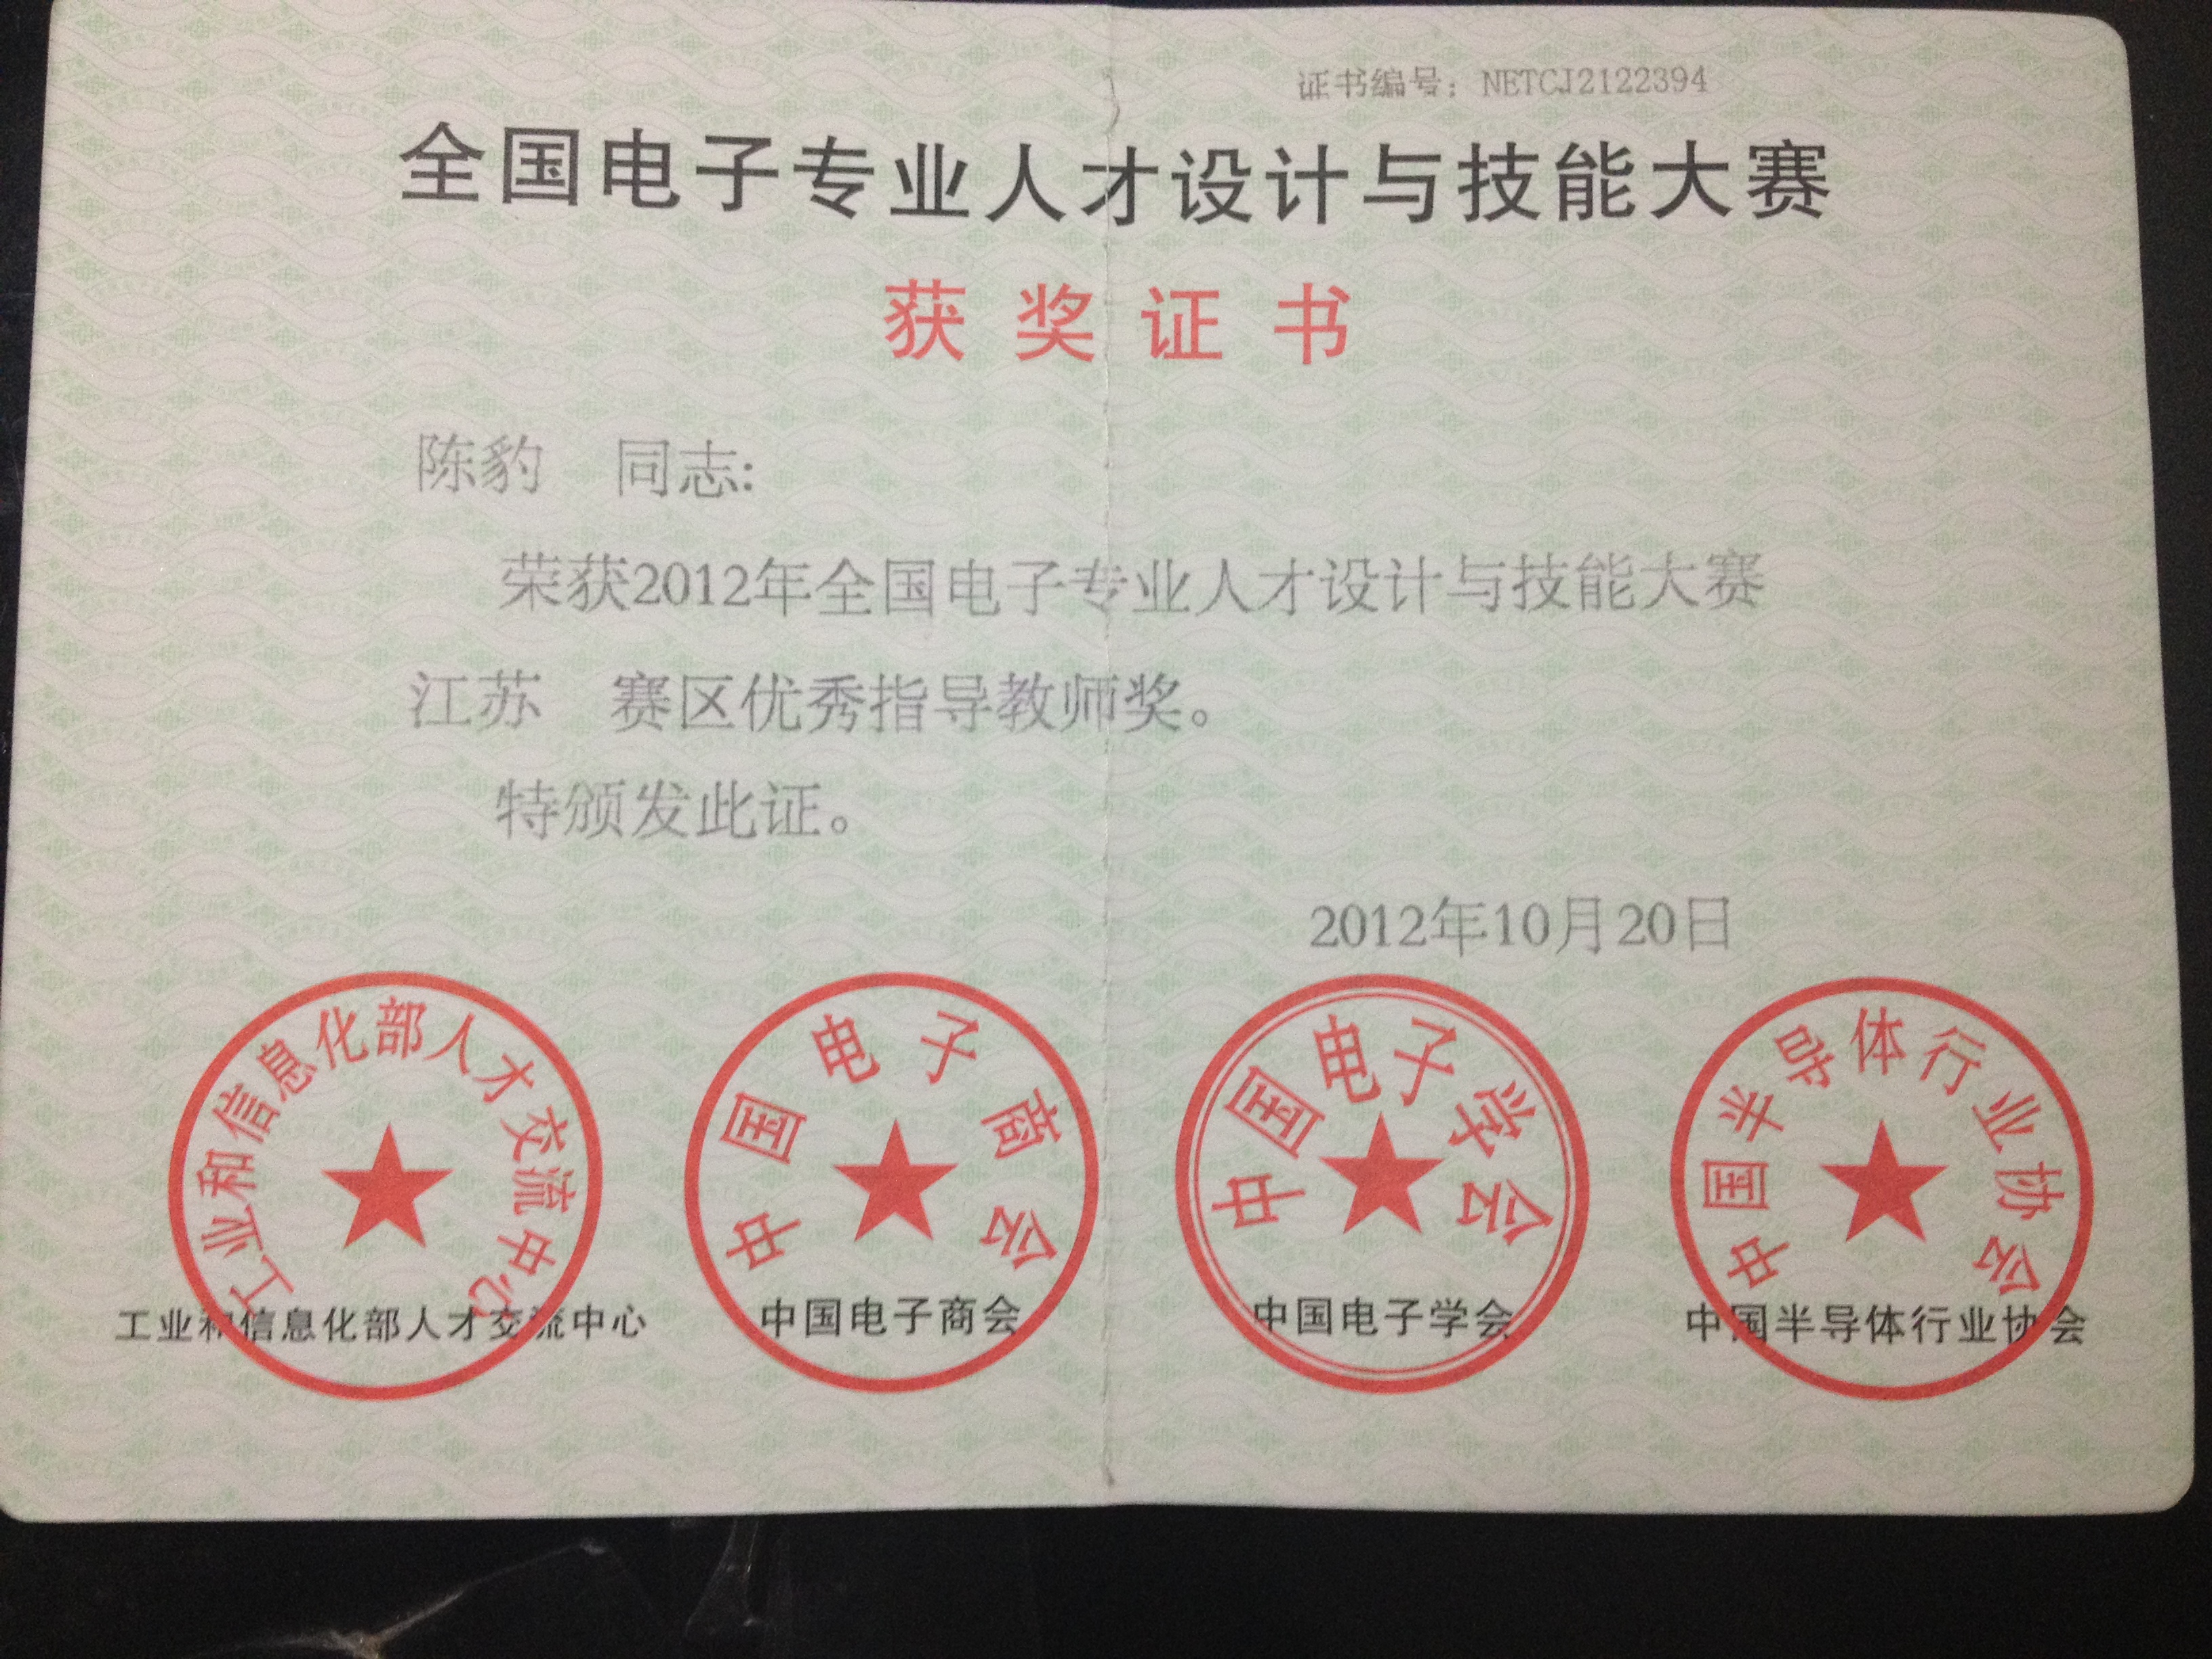 证书编号：NETCJ2122394
全国电子专业人才设计与技能大赛
获奖证书
陈豹 同志:
荣获2012年全国电子专业人才设计与技能大赛
江苏 赛区优秀指导教师奖。
特颁发此证。
2012年10月20日
工业和信息化部人才交流中心
中国电子商会
中国电子学会
中国半导体行业协会
工业和信息化部人才交流中心
中国电子商会
中国电子学会
中国半导体行业协会